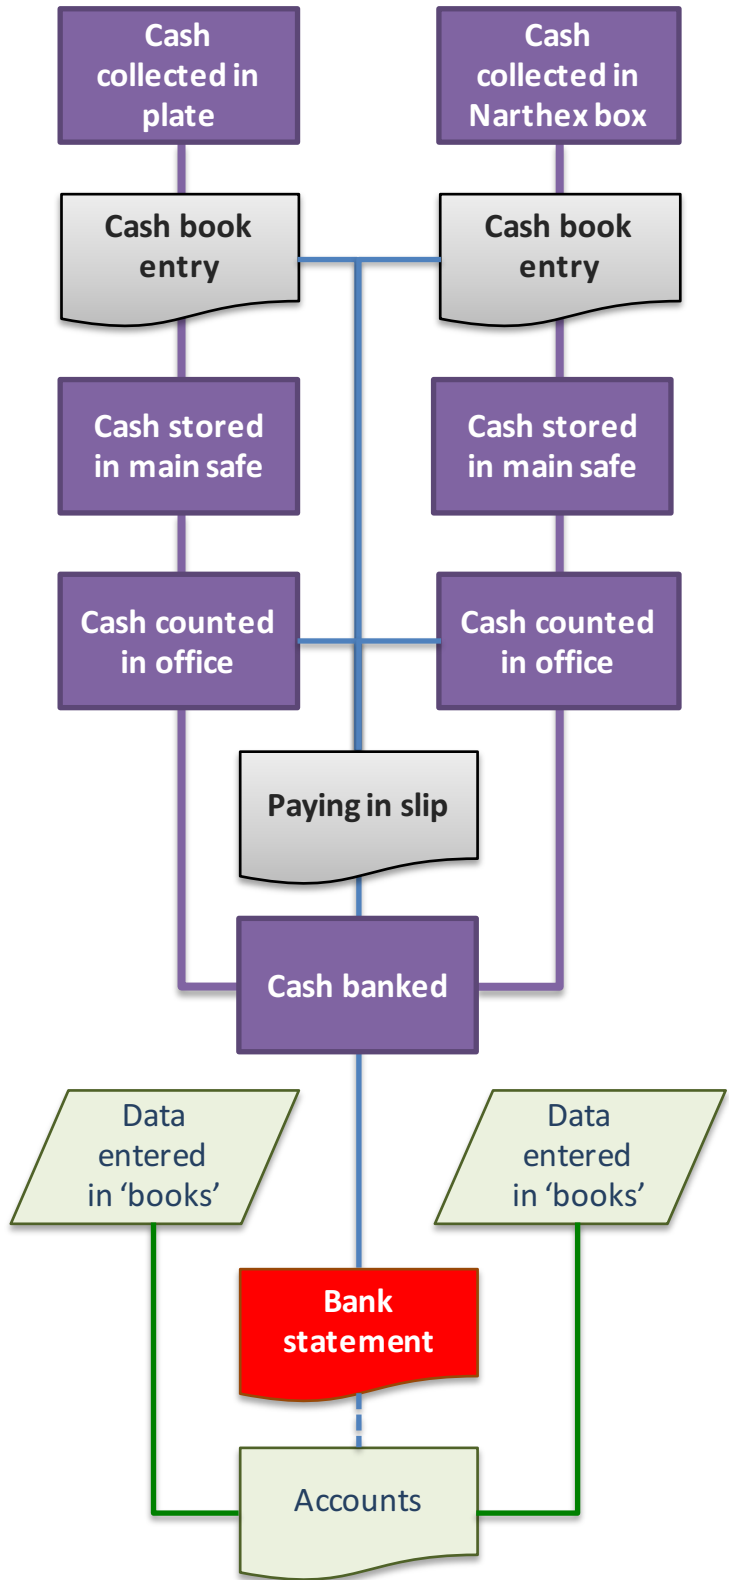 Cash
collected in
plate
Cash
collected in
Narthex box
Cash book
entry
Cash book
entry
Cash stored
in main safe
Cash stored
in main safe
Cash counted
in office
Cash counted
in office
Paying in slip
Cash banked
Data
entered
in ‘books’
Data
entered
in ‘books’
Bank
statement
Accounts